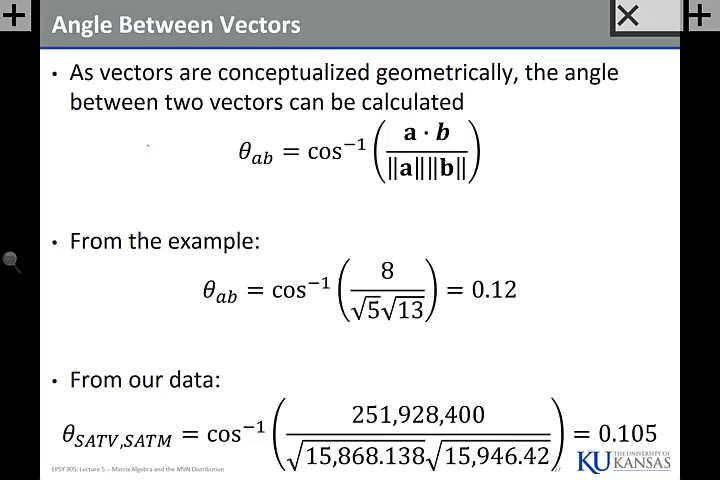 Angle Between Vectors
• As vectors are conceptualized geometrically, the angle
between two vectors can be calculated
θ_ab = cos⁻¹ (a · b / ‖a‖‖b‖)
• From the example:
θ_ab = cos⁻¹ (8 / √5√13) = 0.12
• From our data:
θ_SATV,SATM = cos⁻¹ (251,928,400 / √15,868.138√15,946.42) = 0.105
EPSY 905: Lecture 5 -- Matrix Algebra and the MVN Distribution
17
KU THE UNIVERSITY OF
KANSAS